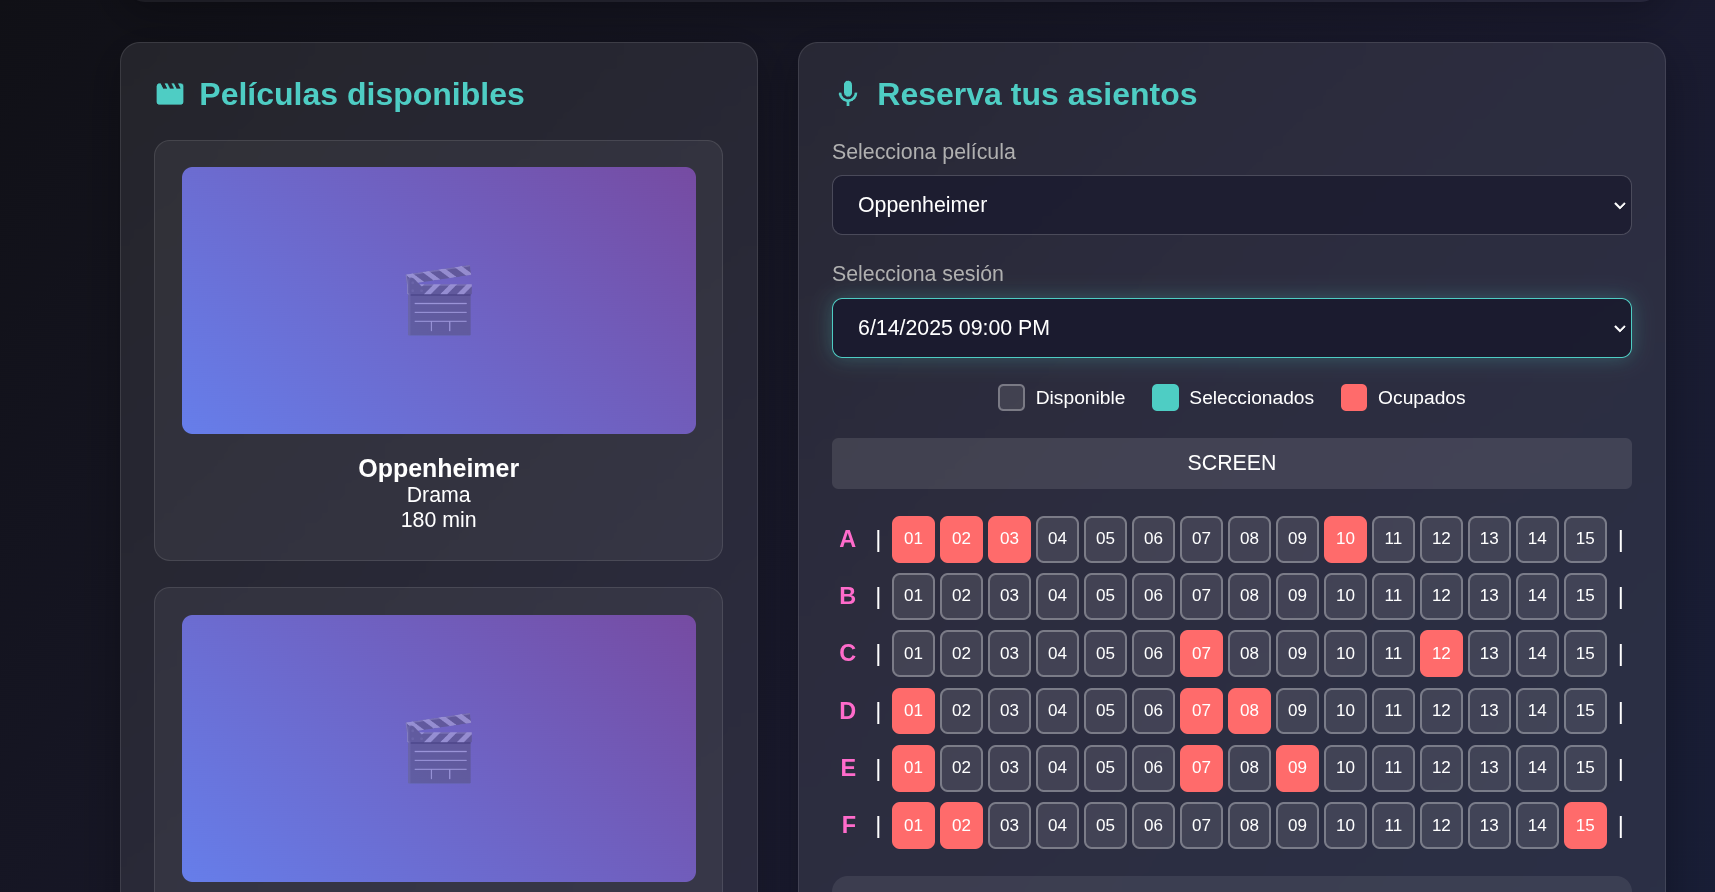 Películas disponibles
Oppenheimer
Drama
180 min
Reserva tus asientos
Selecciona película
Oppenheimer
Selecciona sesión
6/14/2025 09:00 PM
Disponible Seleccionados Ocupados
SCREEN
A | 01 02 03 04 05 06 07 08 09 10 11 12 13 14 15 |
B | 01 02 03 04 05 06 07 08 09 10 11 12 13 14 15 |
C | 01 02 03 04 05 06 07 08 09 10 11 12 13 14 15 |
D | 01 02 03 04 05 06 07 08 09 10 11 12 13 14 15 |
E | 01 02 03 04 05 06 07 08 09 10 11 12 13 14 15 |
F | 01 02 03 04 05 06 07 08 09 10 11 12 13 14 15 |